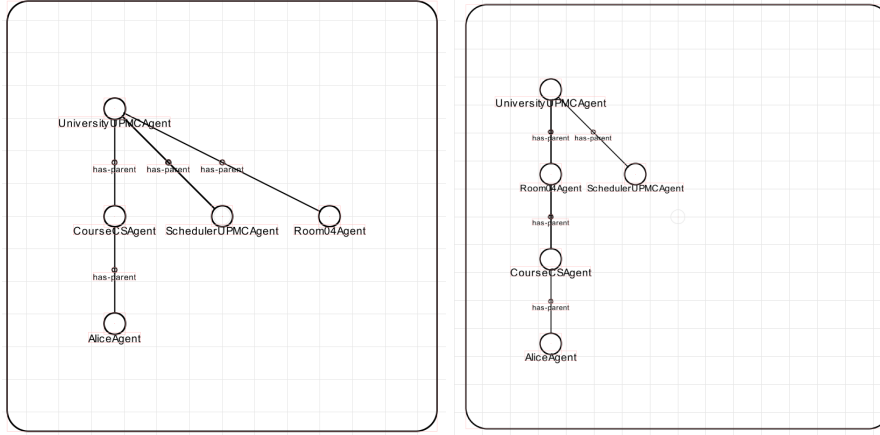 UniversityUPMCAgent
has-parent has-parent has-parent
CourseCSAgent SchedulerUPMCAgent Room04Agent
has-parent
AliceAgent
UniversityUPMCAgent
has-parent has-parent
Room04Agent SchedulerUPMCAgent
has-parent
CourseCSAgent
has-parent
AliceAgent